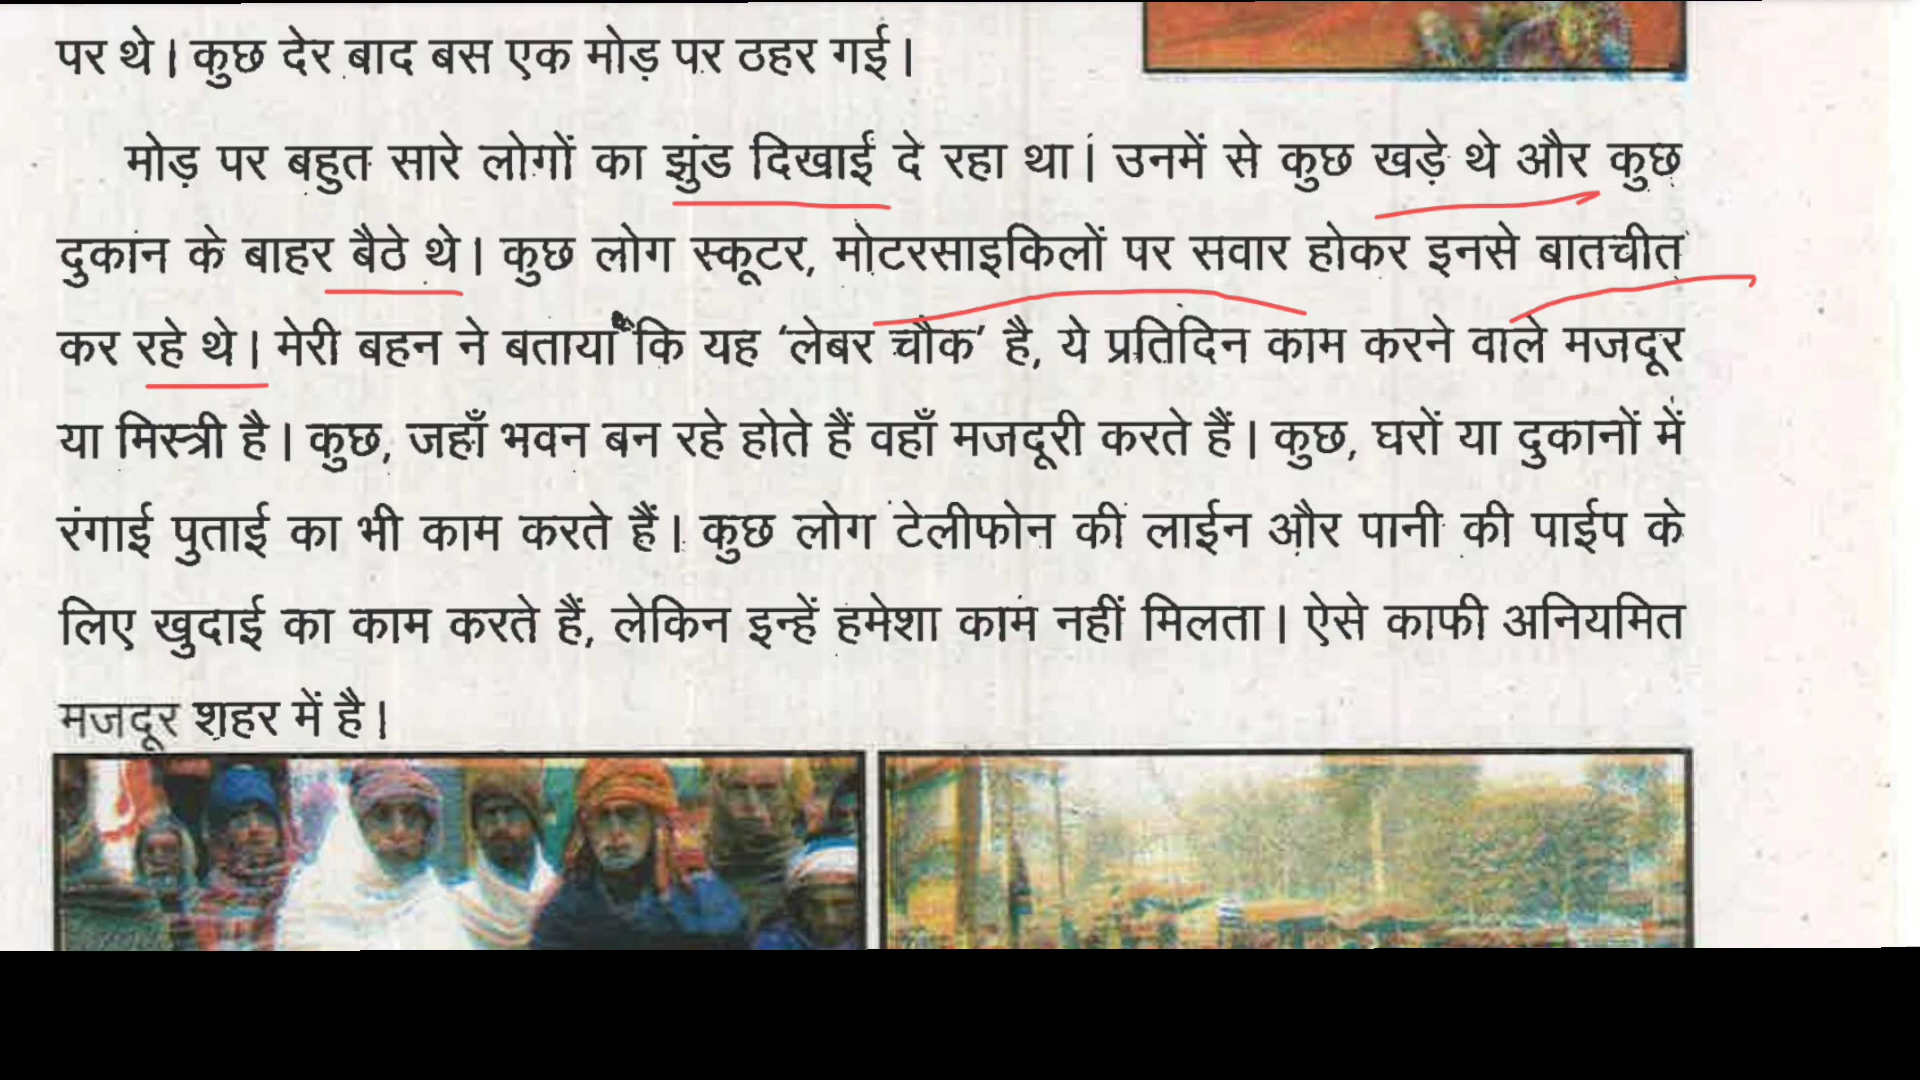 पर थे। कुछ देर बाद बस एक मोड़ पर ठहर गई।
मोड़ पर बहुत सारे लोगों का झुंड दिखाई दे रहा था। उनमें से कुछ खड़े थे और कुछ
दुकान के बाहर बैठे थे। कुछ लोग स्कूटर, मोटरसाइकिलों पर सवार होकर इनसे बातचीत
कर रहे थे। मेरी बहन ने बताया कि यह ‘लेबर चौक’ है, ये प्रतिदिन काम करने वाले मजदूर
या मिस्त्री है। कुछ, जहाँ भवन बन रहे होते हैं वहाँ मजदूरी करते हैं। कुछ, घरों या दुकानों में
रंगाई पुताई का भी काम करते हैं। कुछ लोग टेलीफोन की लाईन और पानी की पाईप के
लिए खुदाई का काम करते हैं, लेकिन इन्हें हमेशा काम नहीं मिलता। ऐसे काफी अनियमित
मजदूर शहर में है।